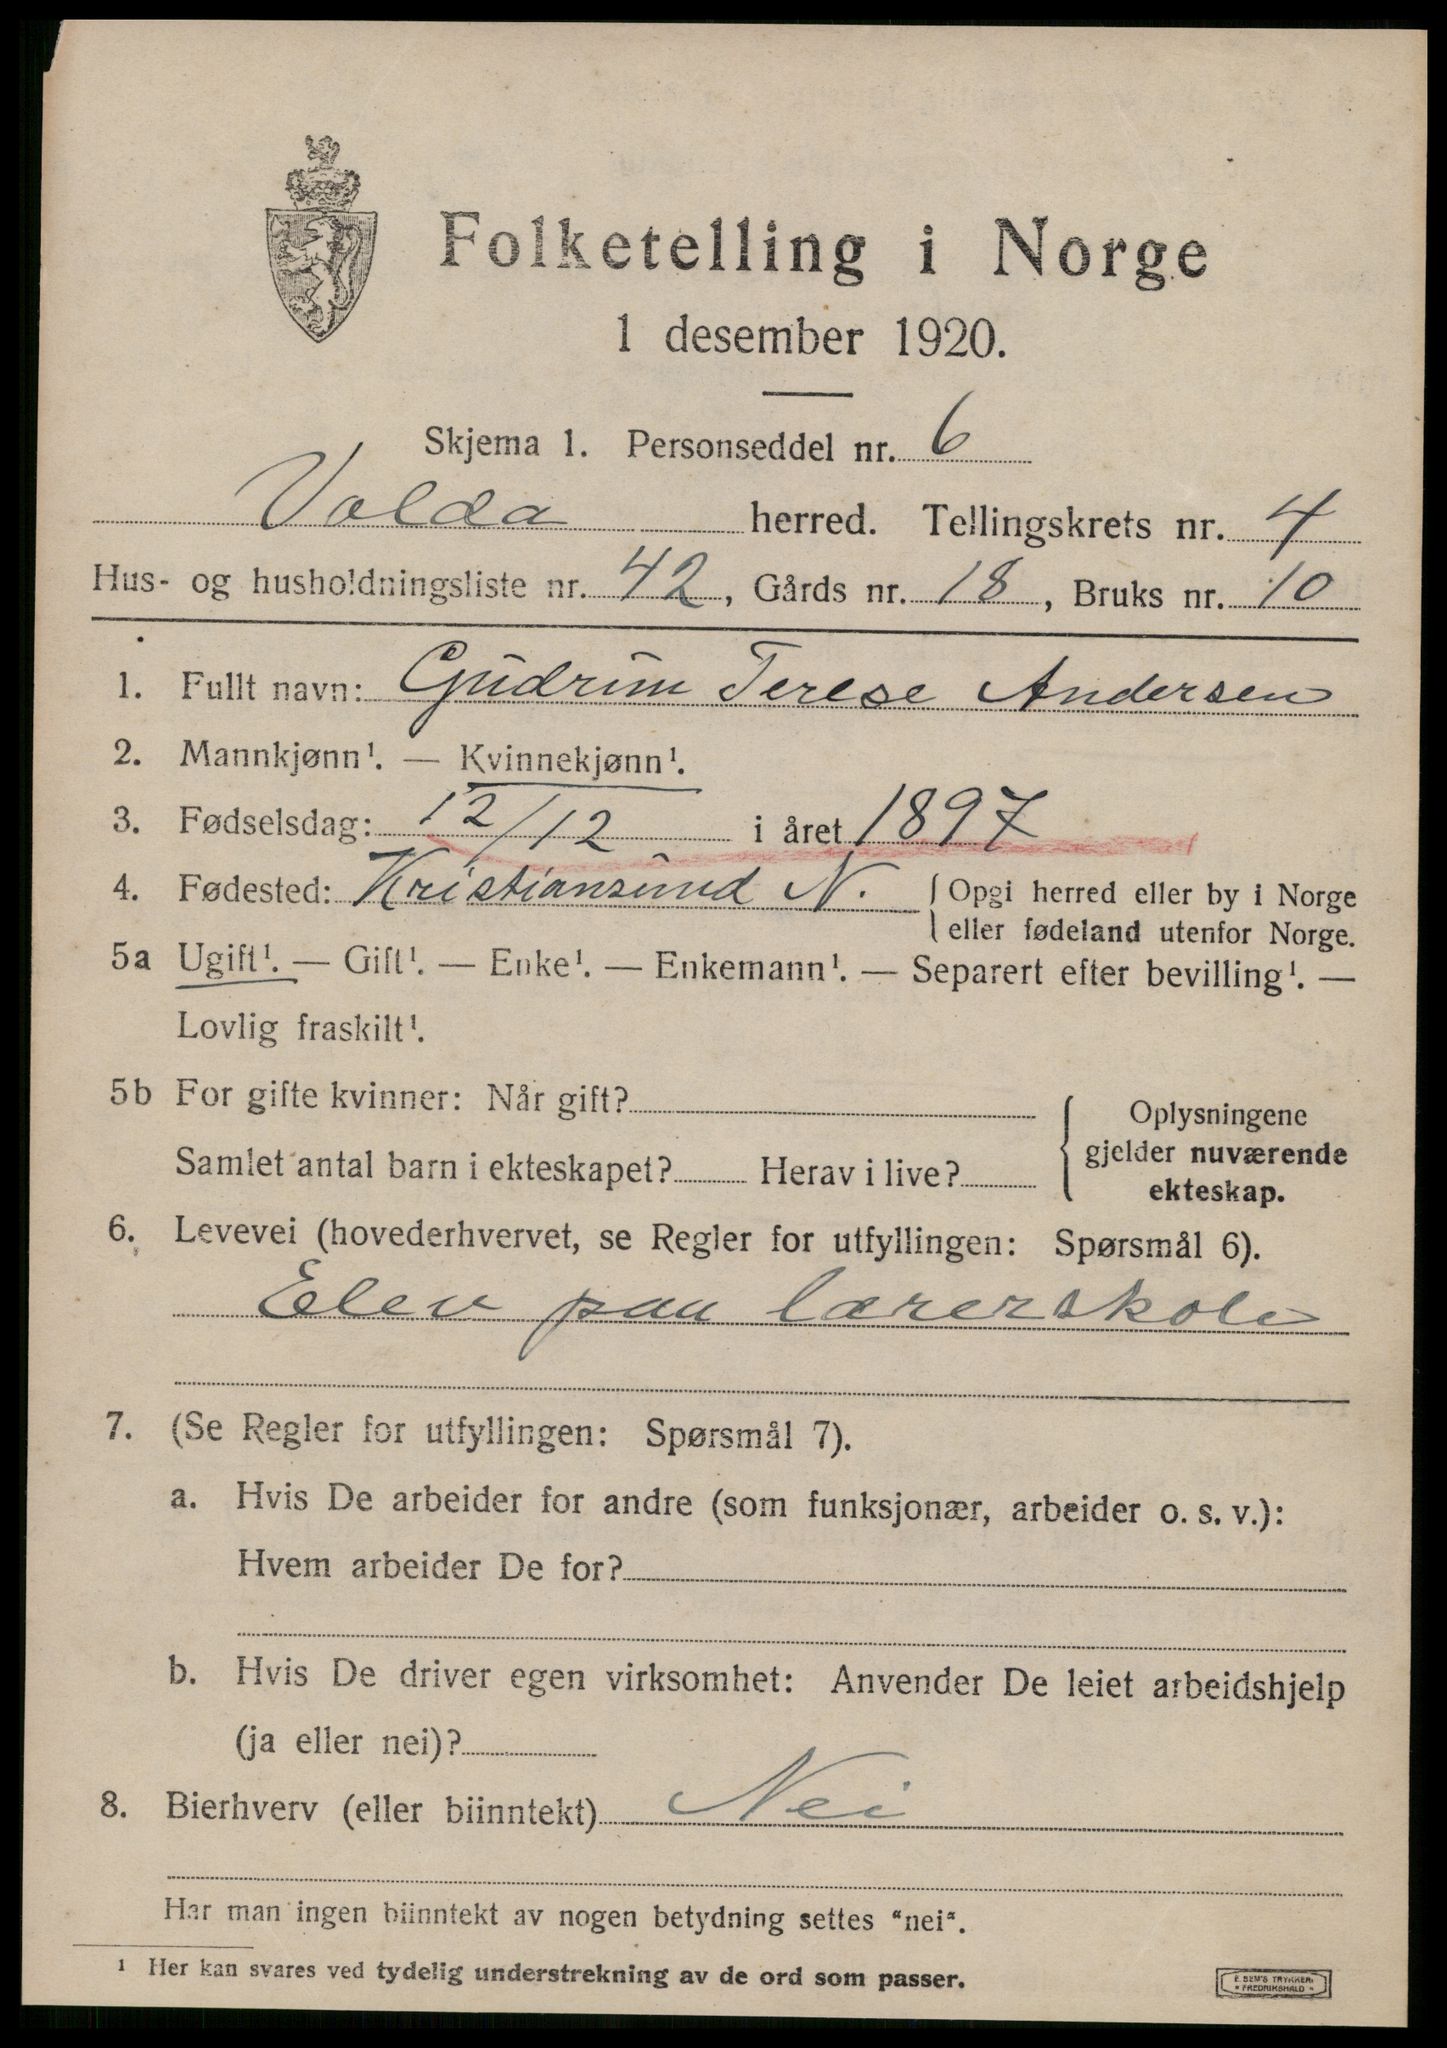 Folketelling i Norge
1 desember 1920.
Skjema 1. Personseddel nr. 6
Volda herred. Tellingskrets nr. 4
Hus- og husholdningsliste nr. 42, Gårds nr. 18, Bruks nr. 10
1. Fullt navn: Gudrun Terese Andersen
2. Mannkjønn¹. — Kvinnekjønn¹.
3. Fødselsdag: 12/12 i året 1897
4. Fødested: Kristiansund N. { Opgi herred eller by i Norge
eller fødeland utenfor Norge.
5a Ugift¹. — Gift¹. — Enke¹. — Enkemann¹. — Separert efter bevilling¹. —
Lovlig fraskilt¹.
5b For gifte kvinner: Når gift?
Samlet antal barn i ekteskapet? Herav i live?
Oplysningene
gjelder nuværende
ekteskap.
6. Levevei (hovederhvervet, se Regler for utfyllingen: Spørsmål 6).
Elev paa lærerskole
7. (Se Regler for utfyllingen: Spørsmål 7).
a. Hvis De arbeider for andre (som funksjonær, arbeider o. s. v.):
Hvem arbeider De for?
b. Hvis De driver egen virksomhet: Anvender De leiet arbeidshjelp
(ja eller nei)?
8. Bierhverv (eller biinntekt) Nei
Har man ingen biinntekt av nogen betydning settes "nei".
¹ Her kan svares ved tydelig understrekning av de ord som passer.
E. SEM'S TRYKKERI
FREDRIKSHALD